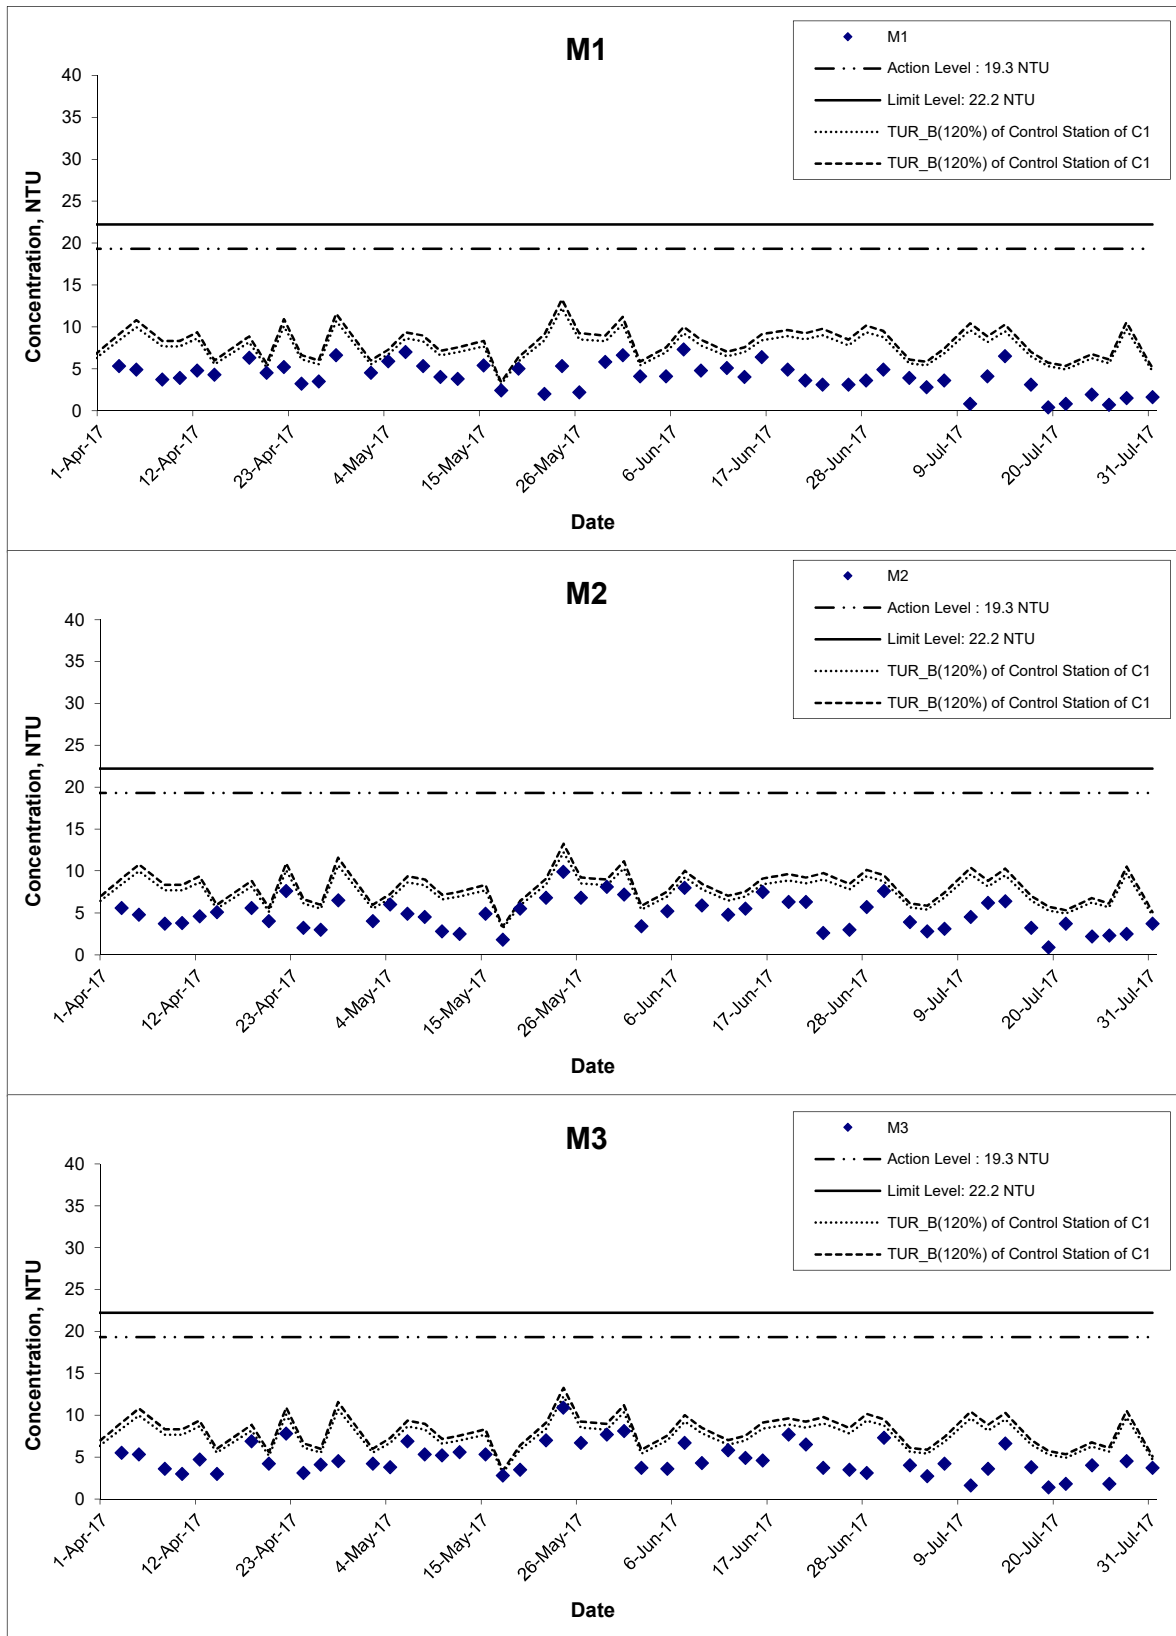 M1
M1
Action Level : 19.3 NTU
Limit Level: 22.2 NTU
TUR_B(120%) of Control Station of C1
TUR_B(120%) of Control Station of C1
Concentration, NTU
40
35
30
25
20
15
10
5
0
1-Apr-17
12-Apr-17
23-Apr-17
4-May-17
15-May-17
26-May-17
6-Jun-17
17-Jun-17
28-Jun-17
9-Jul-17
20-Jul-17
31-Jul-17
Date
M2
M2
Action Level : 19.3 NTU
Limit Level: 22.2 NTU
TUR_B(120%) of Control Station of C1
TUR_B(120%) of Control Station of C1
Concentration, NTU
40
35
30
25
20
15
10
5
0
1-Apr-17
12-Apr-17
23-Apr-17
4-May-17
15-May-17
26-May-17
6-Jun-17
17-Jun-17
28-Jun-17
9-Jul-17
20-Jul-17
31-Jul-17
Date
M3
M3
Action Level : 19.3 NTU
Limit Level: 22.2 NTU
TUR_B(120%) of Control Station of C1
TUR_B(120%) of Control Station of C1
Concentration, NTU
40
35
30
25
20
15
10
5
0
1-Apr-17
12-Apr-17
23-Apr-17
4-May-17
15-May-17
26-May-17
6-Jun-17
17-Jun-17
28-Jun-17
9-Jul-17
20-Jul-17
31-Jul-17
Date